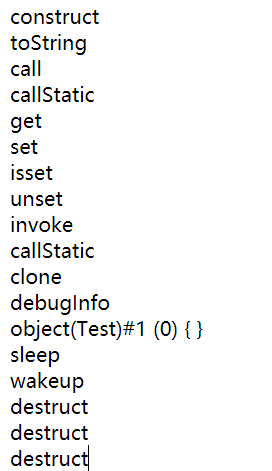 construct
toString
call
callStatic
get
set
isset
unset
invoke
callStatic
clone
debugInfo
object(Test)#1 (0) { }
sleep
wakeup
destruct
destruct
destruct